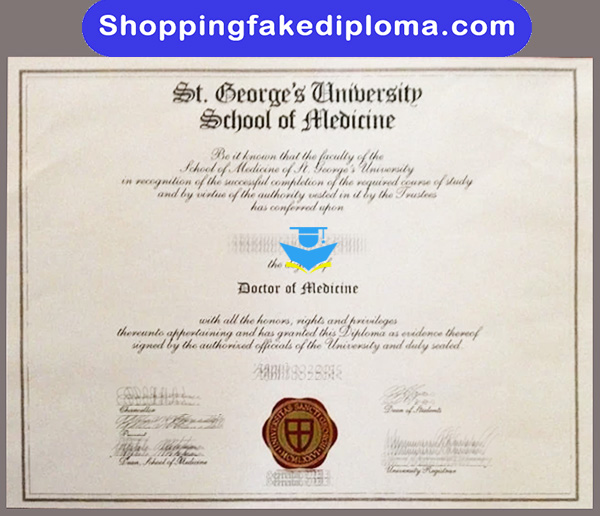 Shoppingfakediploma.com
St. George's University
School of Medicine
Be it known that the faculty of the
School of Medicine of St. George's University
in recognition of the successful completion of the required course of study
and by virtue of the authority vested in it by the Trustees
has conferred upon
the
Doctor of Medicine
with all the honors, rights and privileges
thereunto appertaining and has granted this Diploma as evidence thereof
signed by the authorized officials of the University and duly sealed.
Chancellor
Dean of Students
Dean, School of Medicine
University Registrar